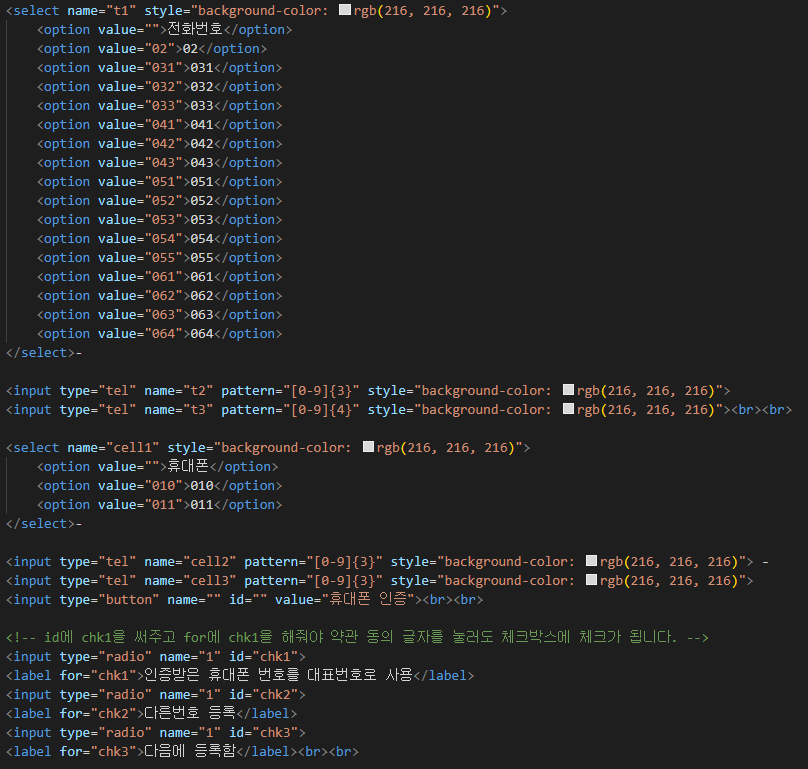 <select name="t1" style="background-color: rgb(216, 216, 216)">
<option value="">전화번호</option>
<option value="02">02</option>
<option value="031">031</option>
<option value="032">032</option>
<option value="033">033</option>
<option value="041">041</option>
<option value="042">042</option>
<option value="043">043</option>
<option value="051">051</option>
<option value="052">052</option>
<option value="053">053</option>
<option value="054">054</option>
<option value="055">055</option>
<option value="061">061</option>
<option value="062">062</option>
<option value="063">063</option>
<option value="064">064</option>
</select>-
<input type="tel" name="t2" pattern="[0-9]{3}" style="background-color: rgb(216, 216, 216)">
<input type="tel" name="t3" pattern="[0-9]{4}" style="background-color: rgb(216, 216, 216)"><br><br>
<select name="cell1" style="background-color: rgb(216, 216, 216)">
<option value="">휴대폰</option>
<option value="010">010</option>
<option value="011">011</option>
</select>-
<input type="tel" name="cell2" pattern="[0-9]{3}" style="background-color: rgb(216, 216, 216)"> -
<input type="tel" name="cell3" pattern="[0-9]{3}" style="background-color: rgb(216, 216, 216)">
<input type="button" name="" id="" value="휴대폰 인증"><br><br>
<!-- id에 chk1을 써주고 for에 chk1을 해줘야 약관 동의 글자를 눌러도 체크박스에 체크가 됩니다. -->
<input type="radio" name="1" id="chk1">
<label for="chk1">인증받은 휴대폰 번호를 대표번호로 사용</label>
<input type="radio" name="1" id="chk2">
<label for="chk2">다른번호 등록</label>
<input type="radio" name="1" id="chk3">
<label for="chk3">다음에 등록함</label><br><br>